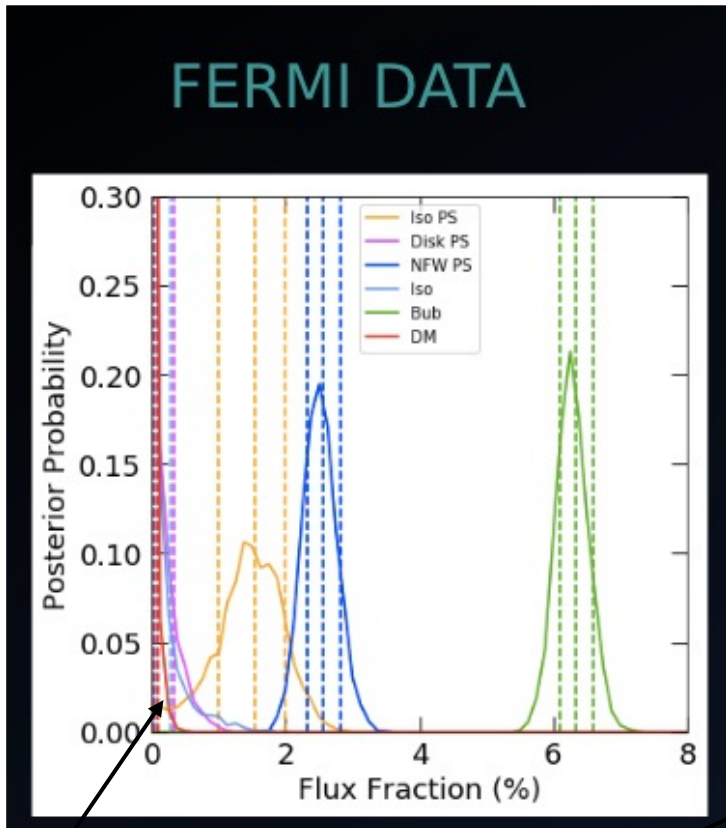 FERMI DATA
0.30
0.25
0.20
0.15
0.10
0.05
0.00
Posterior Probability
Iso PS
Disk PS
NFW PS
Iso
Bub
DM
0 2 4 6 8
Flux Fraction (%)